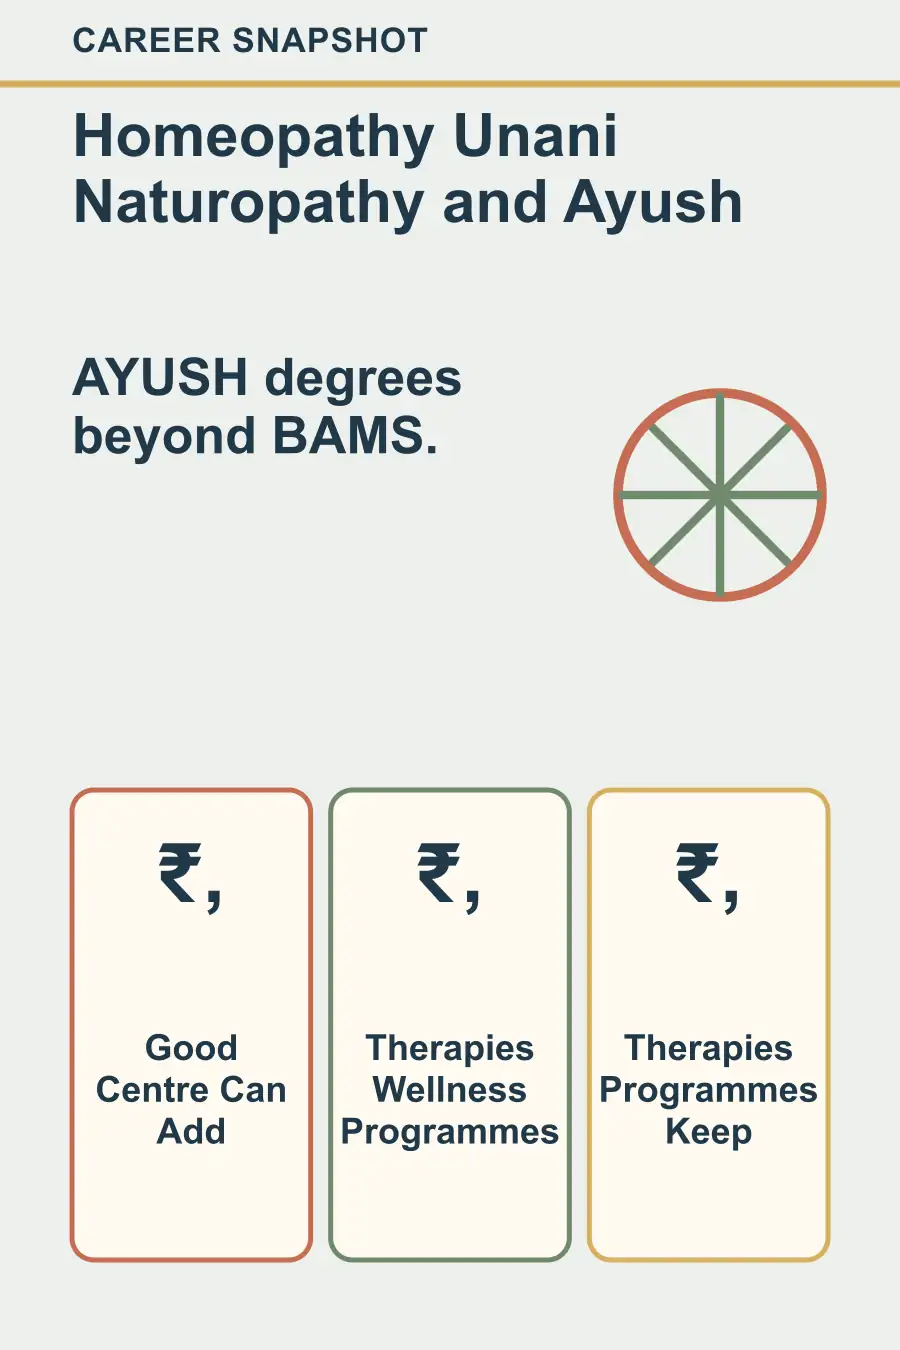 CAREER SNAPSHOT
Homeopathy Unani
Naturopathy and Ayush
AYUSH degrees
beyond BAMS.
₹,
Good
Centre Can
Add
₹,
Therapies
Wellness
Programmes
₹,
Therapies
Programmes
Keep